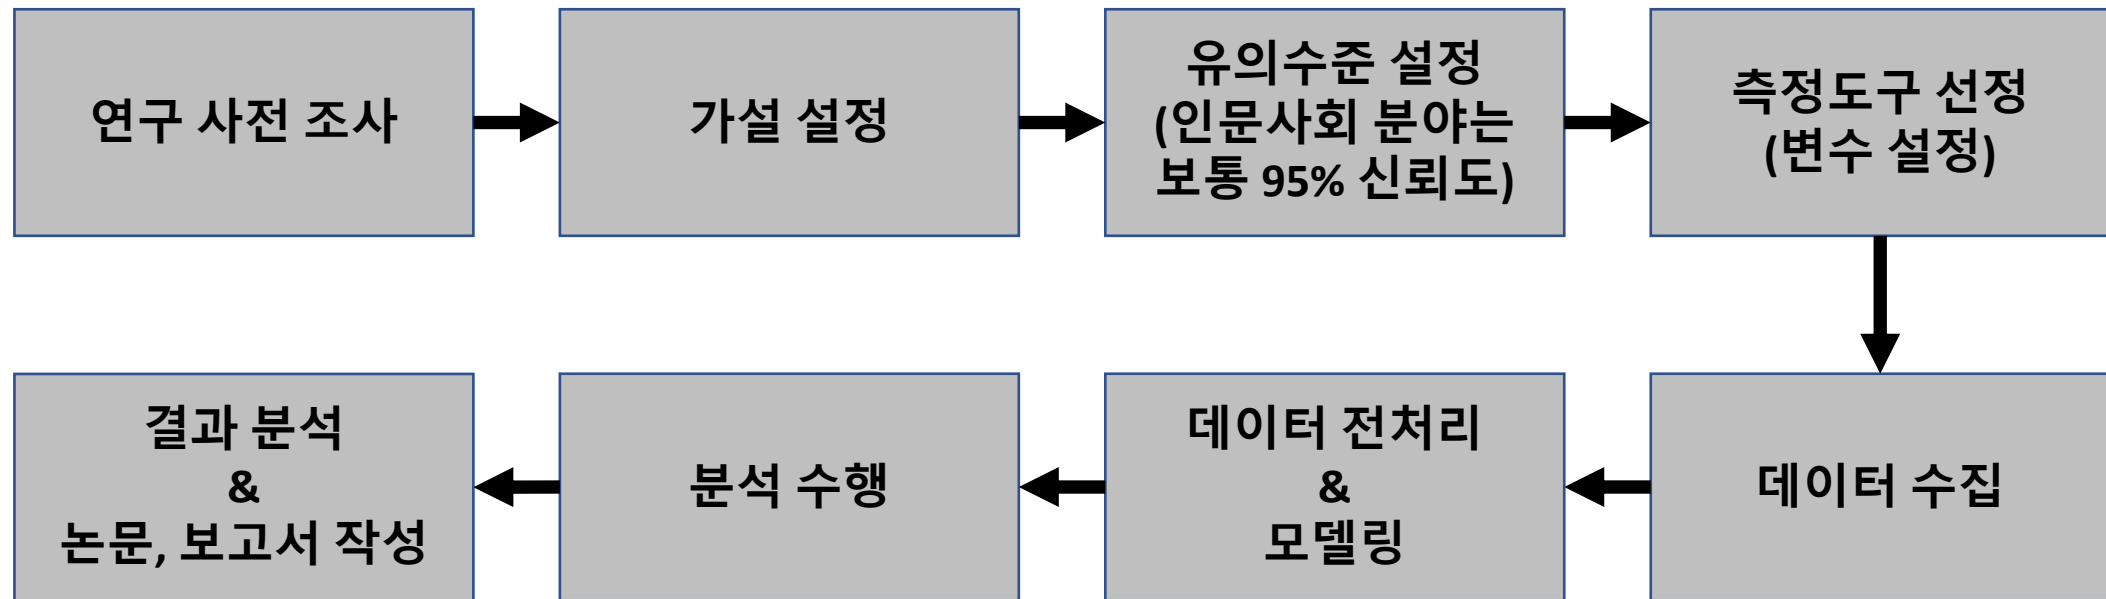 연구 사전 조사
가설 설정
유의수준 설정
(인문사회 분야는
보통 95% 신뢰도)
측정도구 선정
(변수 설정)
데이터 수집
데이터 전처리
&
모델링
분석 수행
결과 분석
&
논문, 보고서 작성